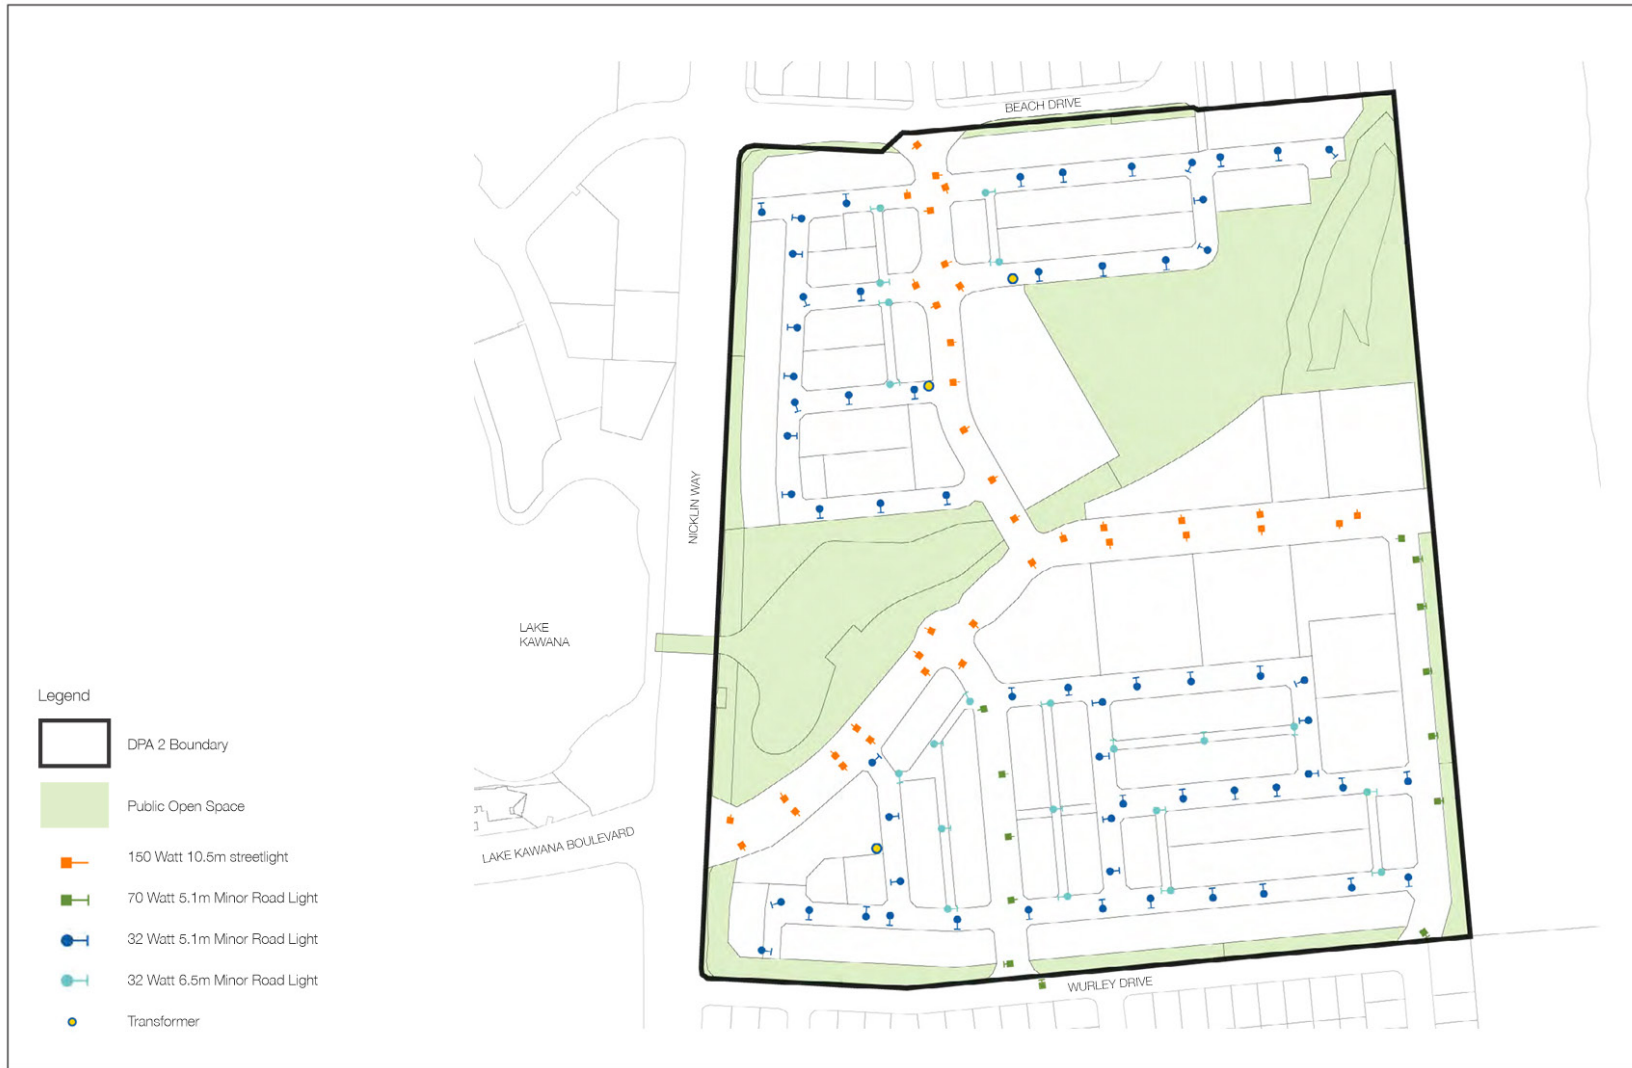 BEACH DRIVE
NICKLIN WAY
LAKE
KAWANA
LAKE KAWANA BOULEVARD
WURLEY DRIVE
Legend
DPA 2 Boundary
Public Open Space
150 Watt 10.5m streetlight
70 Watt 5.1m Minor Road Light
32 Watt 5.1m Minor Road Light
32 Watt 6.5m Minor Road Light
Transformer